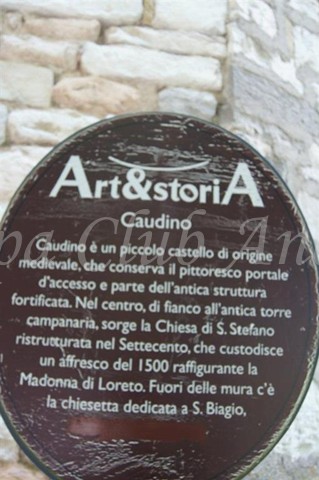 Art&storiA
Caudino
Caudino è un piccolo castello di origine
medievale, che conserva il pittoresco portale
d'accesso e parte dell'antica struttura
fortificata. Nel centro, di fianco all'antica torre
campanaria, sorge la Chiesa di S. Stefano
ristrutturata nel Settecento, che custodisce
un affresco del 1500 raffigurante la
Madonna di Loreto. Fuori delle mura c'è
la chiesetta dedicata a S. Biagio,
Club An